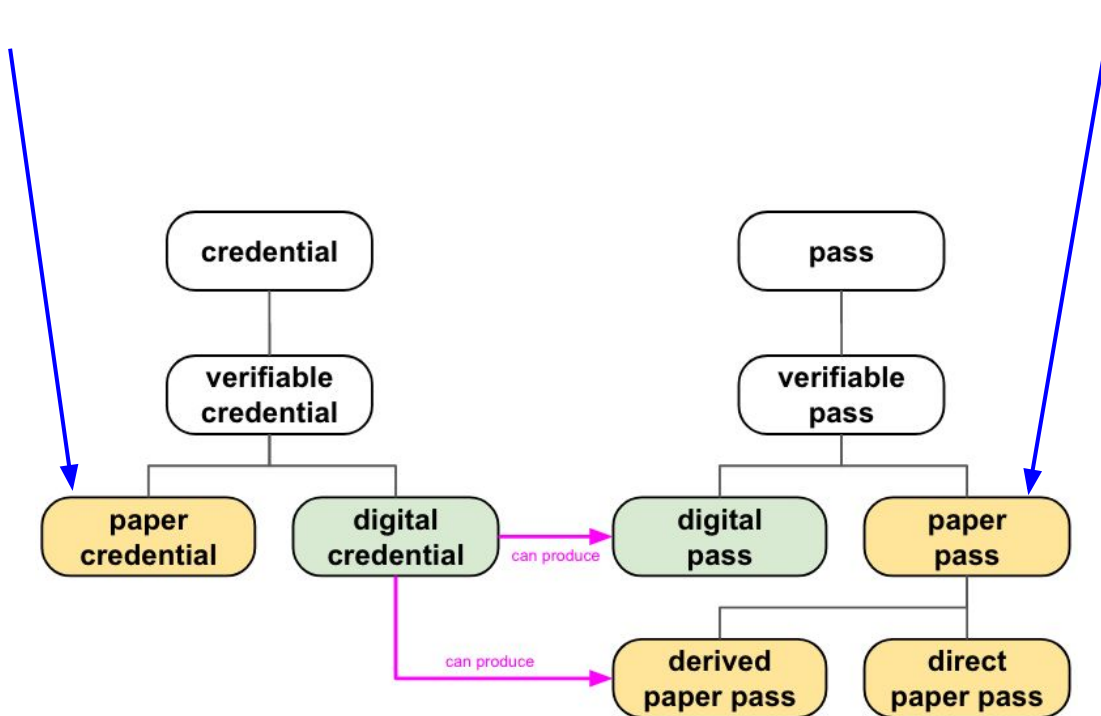 credential
pass
verifiable
credential
verifiable
pass
paper
credential
digital
credential
can produce
digital
pass
paper
pass
can produce
derived
paper pass
direct
paper pass